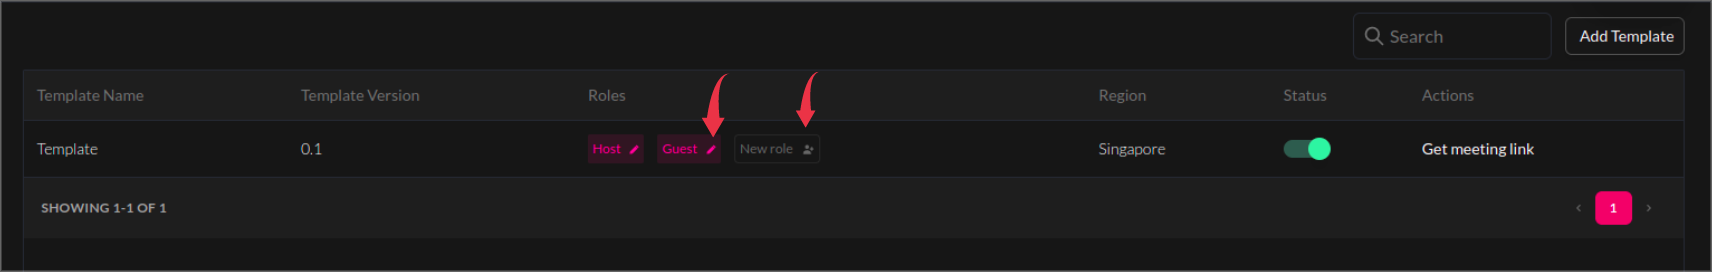 Search
Add Template
Template Name Template Version Roles Region Status Actions
Template 0.1 Host Guest New role Singapore Get meeting link
SHOWING 1-1 OF 1
1